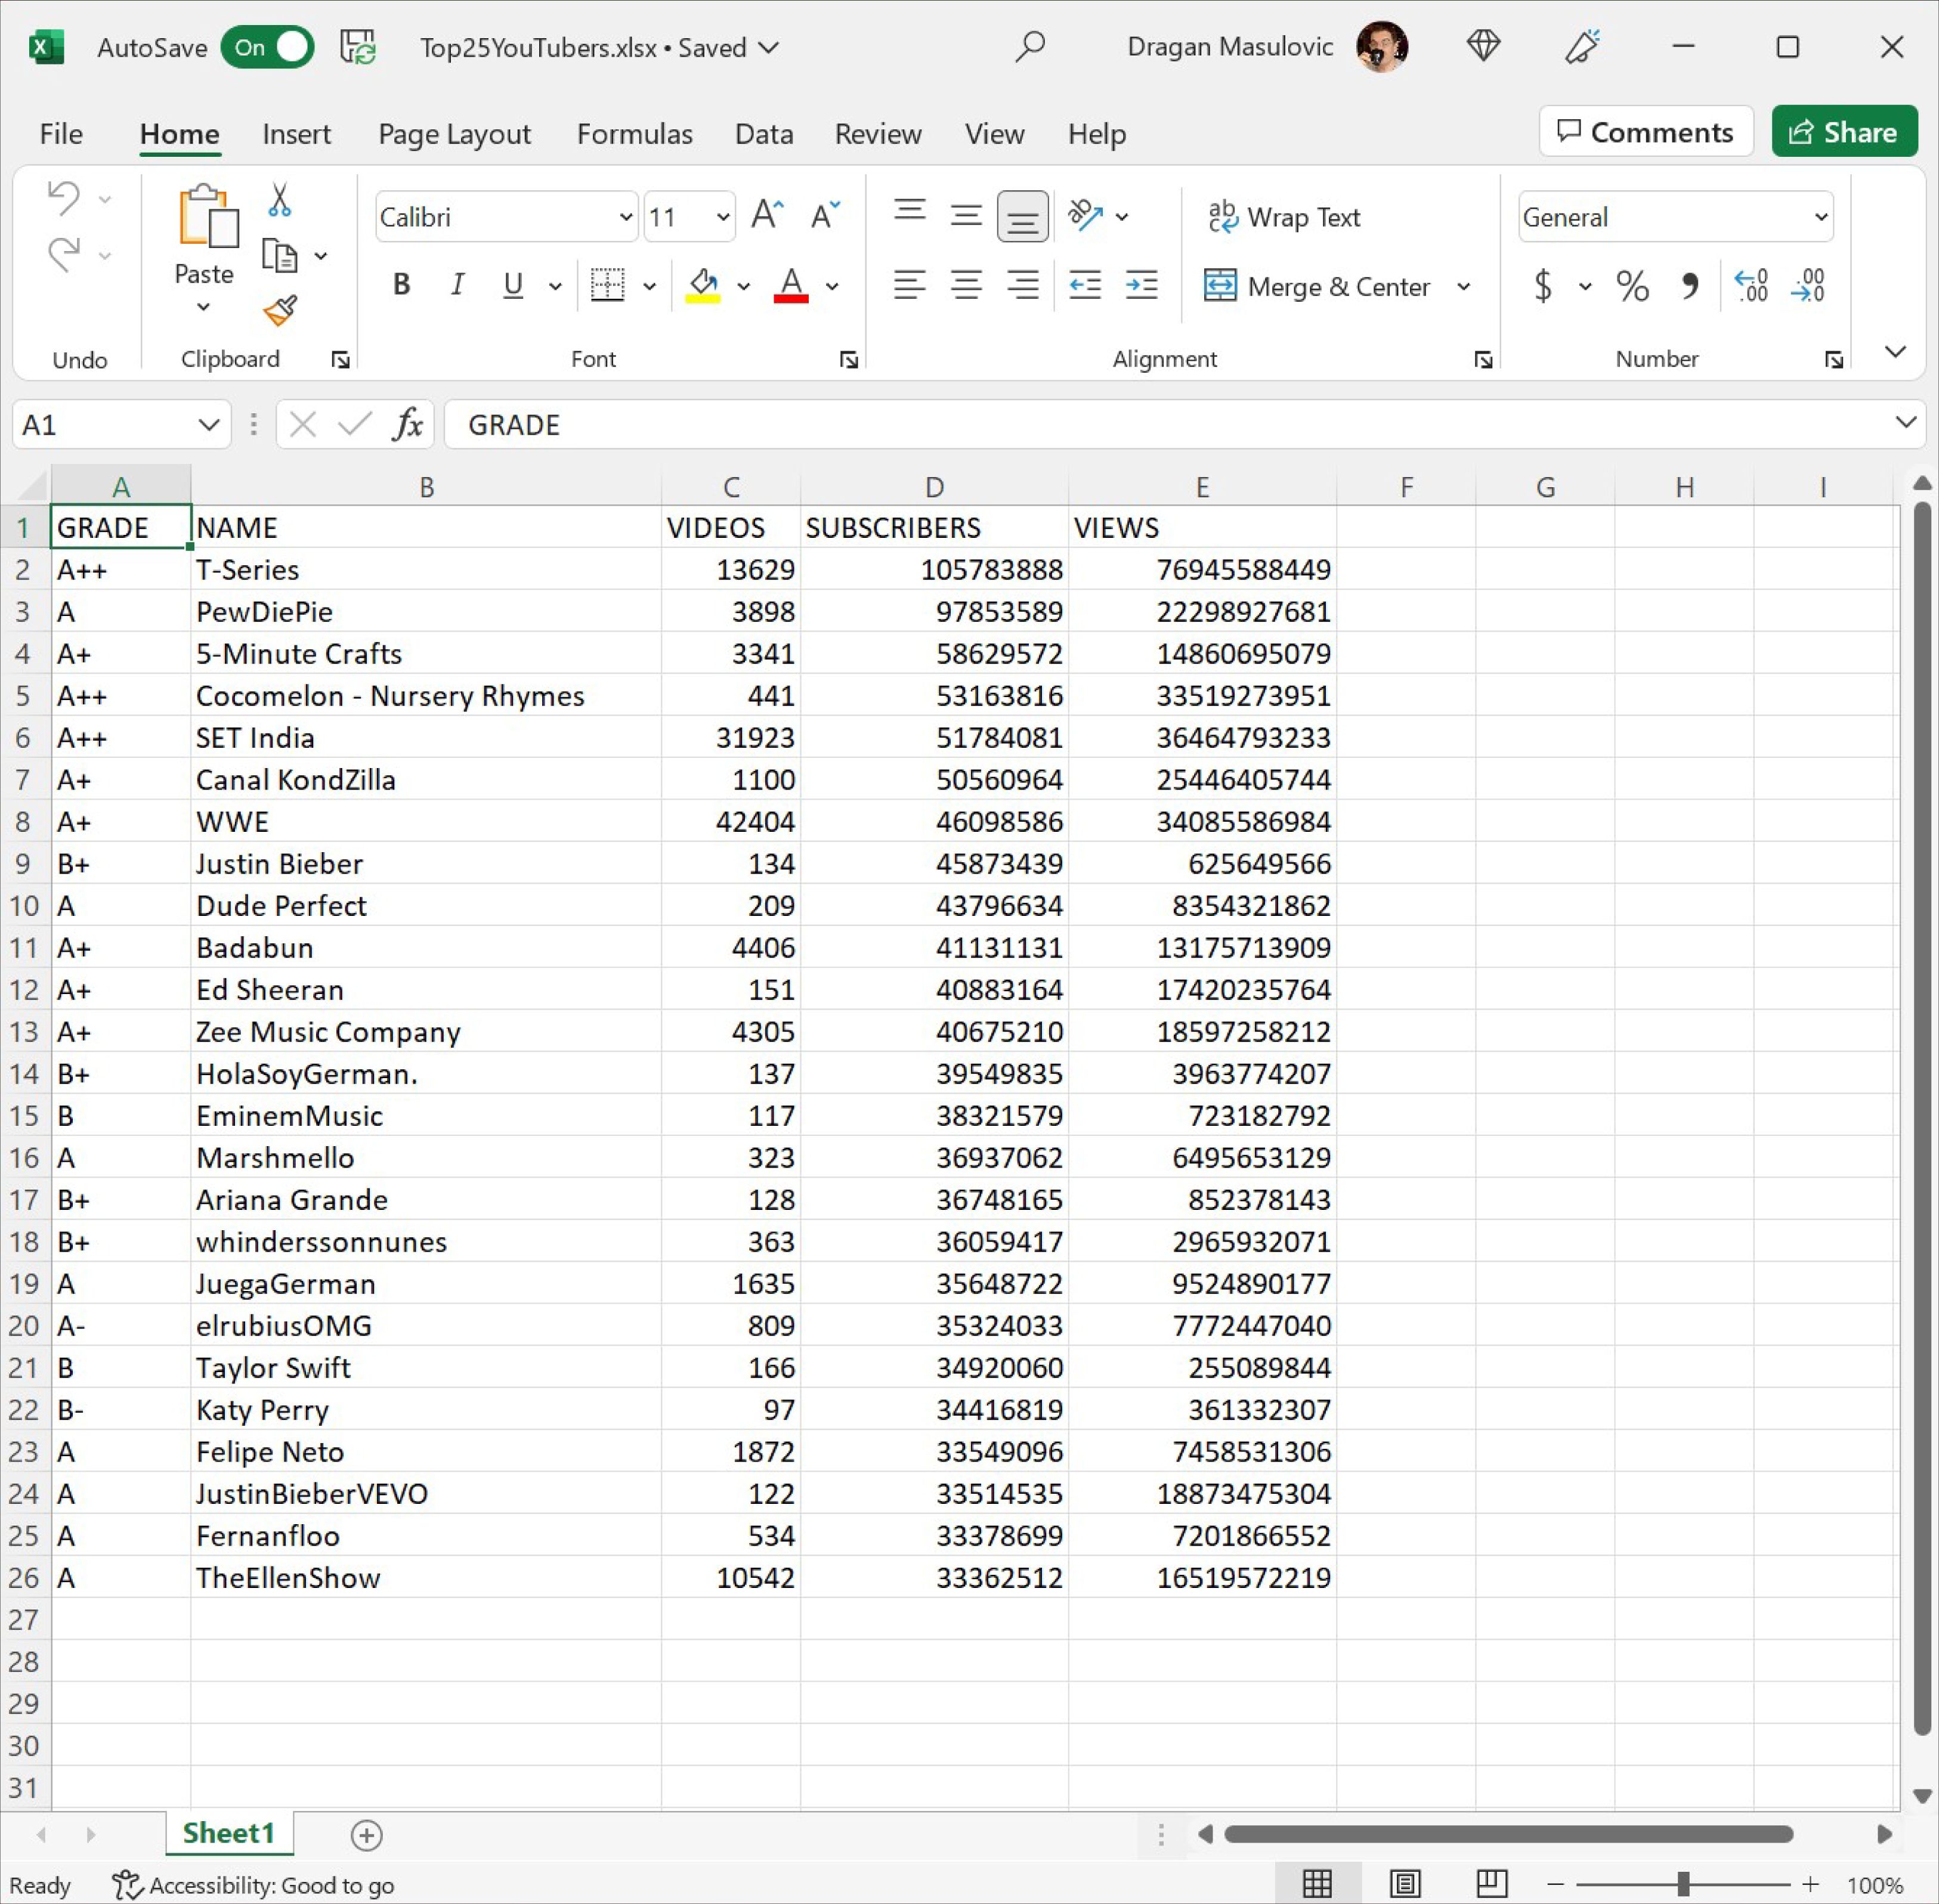 AutoSave On Top25YouTubers.xlsx • Saved Dragan Masulovic
File Home Insert Page Layout Formulas Data Review View Help Comments Share
Calibri 11 Wrap Text General
Paste B I U A Merge & Center $ % 
Undo Clipboard Font Alignment Number
A1 fx GRADE
A B C D E F G H I
1 GRADE NAME VIDEOS SUBSCRIBERS VIEWS
2 A++ T-Series 13629 105783888 76945588449
3 A PewDiePie 3898 97853589 22298927681
4 A+ 5-Minute Crafts 3341 58629572 14860695079
5 A++ Cocomelon - Nursery Rhymes 441 53163816 33519273951
6 A++ SET India 31923 51784081 36464793233
7 A+ Canal KondZilla 1100 50560964 25446405744
8 A+ WWE 42404 46098586 34085586984
9 B+ Justin Bieber 134 45873439 625649566
10 A Dude Perfect 209 43796634 8354321862
11 A+ Badabun 4406 41131131 13175713909
12 A+ Ed Sheeran 151 40883164 17420235764
13 A+ Zee Music Company 4305 40675210 18597258212
14 B+ HolaSoyGerman. 137 39549835 3963774207
15 B EminemMusic 117 38321579 723182792
16 A Marshmello 323 36937062 6495653129
17 B+ Ariana Grande 128 36748165 852378143
18 B+ whinderssonnunes 363 36059417 2965932071
19 A JuegaGerman 1635 35648722 9524890177
20 A- elrubiusOMG 809 35324033 7772447040
21 B Taylor Swift 166 34920060 255089844
22 B- Katy Perry 97 34416819 361332307
23 A Felipe Neto 1872 33549096 7458531306
24 A JustinBieberVEVO 122 33514535 18873475304
25 A Fernanfloo 534 33378699 7201866552
26 A TheEllenShow 10542 33362512 16519572219
27
28
29
30
31
Sheet1
Ready Accessibility: Good to go 100%